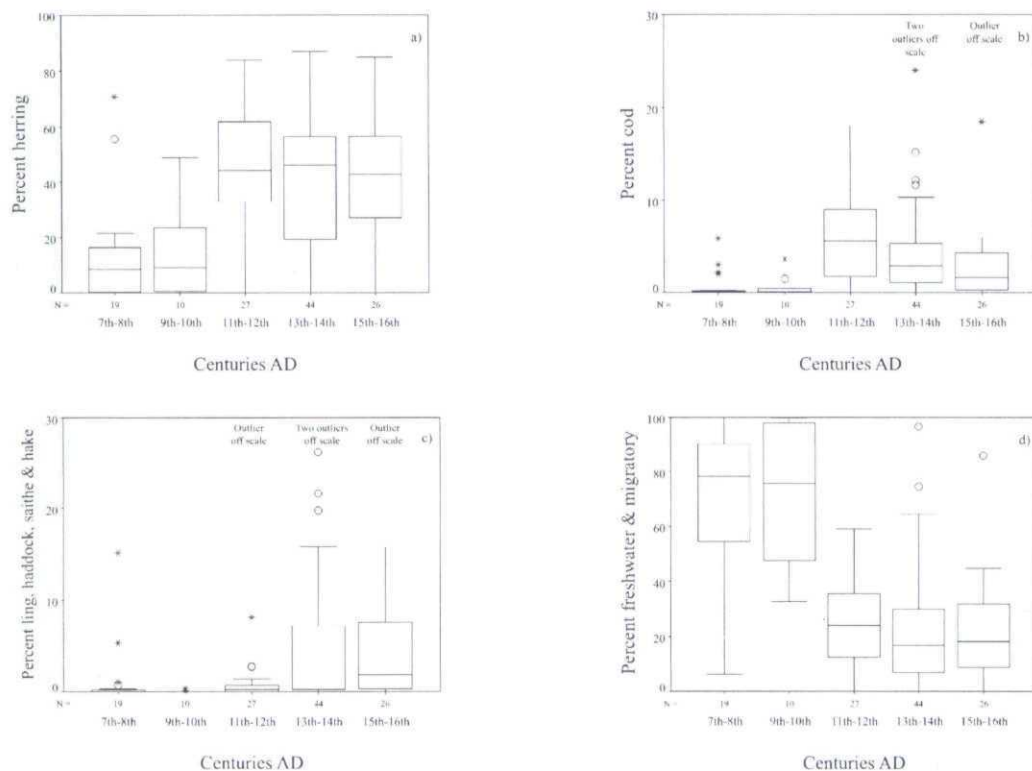 100
80
60
40
20
0
Percent herring
a)
N = 19 10 27 44 26
7th-8th 9th-10th 11th-12th 13th-14th 15th-16th
Centuries AD
30
20
10
0
Percent cod
Two
outliers off
scale
Outlier
off scale
b)
N = 19 10 27 44 26
7th-8th 9th-10th 11th-12th 13th-14th 15th-16th
Centuries AD
30
20
10
0
Percent ling, haddock, saithe & hake
Outlier
off scale
Two outliers
off scale
Outlier
off scale
c)
N = 19 10 27 44 26
7th-8th 9th-10th 11th-12th 13th-14th 15th-16th
Centuries AD
100
80
60
40
20
0
Percent freshwater & migratory
d)
N = 19 10 27 44 26
7th-8th 9th-10th 11th-12th 13th-14th 15th-16th
Centuries AD